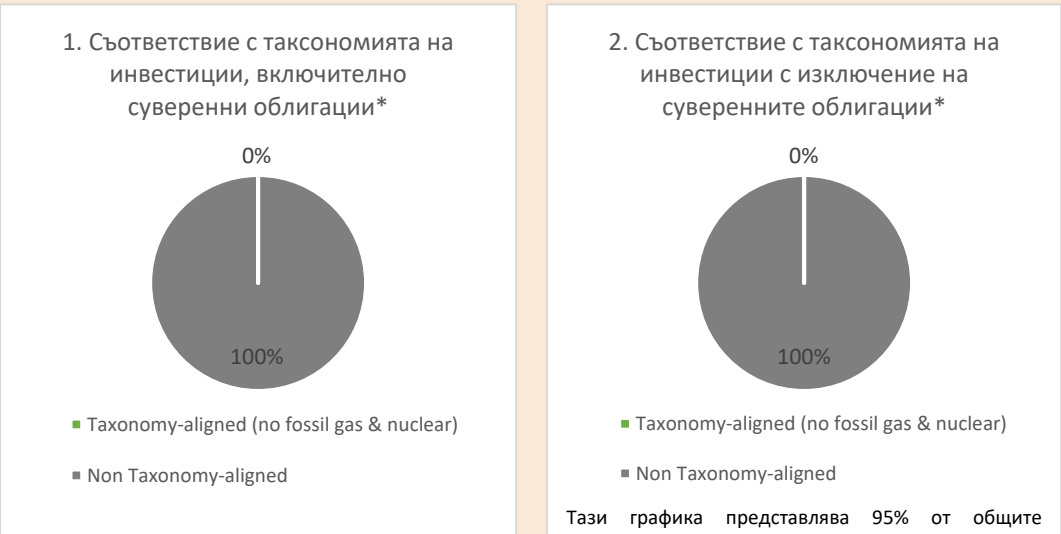 1. Съответствие с таксономията на
инвестиции, включително
суверенни облигации*
0%
100%
Taxonomy-aligned (no fossil gas & nuclear)
Non Taxonomy-aligned
2. Съответствие с таксономията на
инвестиции с изключение на
суверенните облигации*
0%
100%
Taxonomy-aligned (no fossil gas & nuclear)
Non Taxonomy-aligned
Тази графика представлява 95% от общите